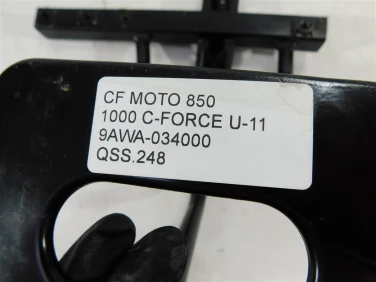 CF MOTO 850
1000 C-FORCE U-11
9AWA-034000
QSS.248